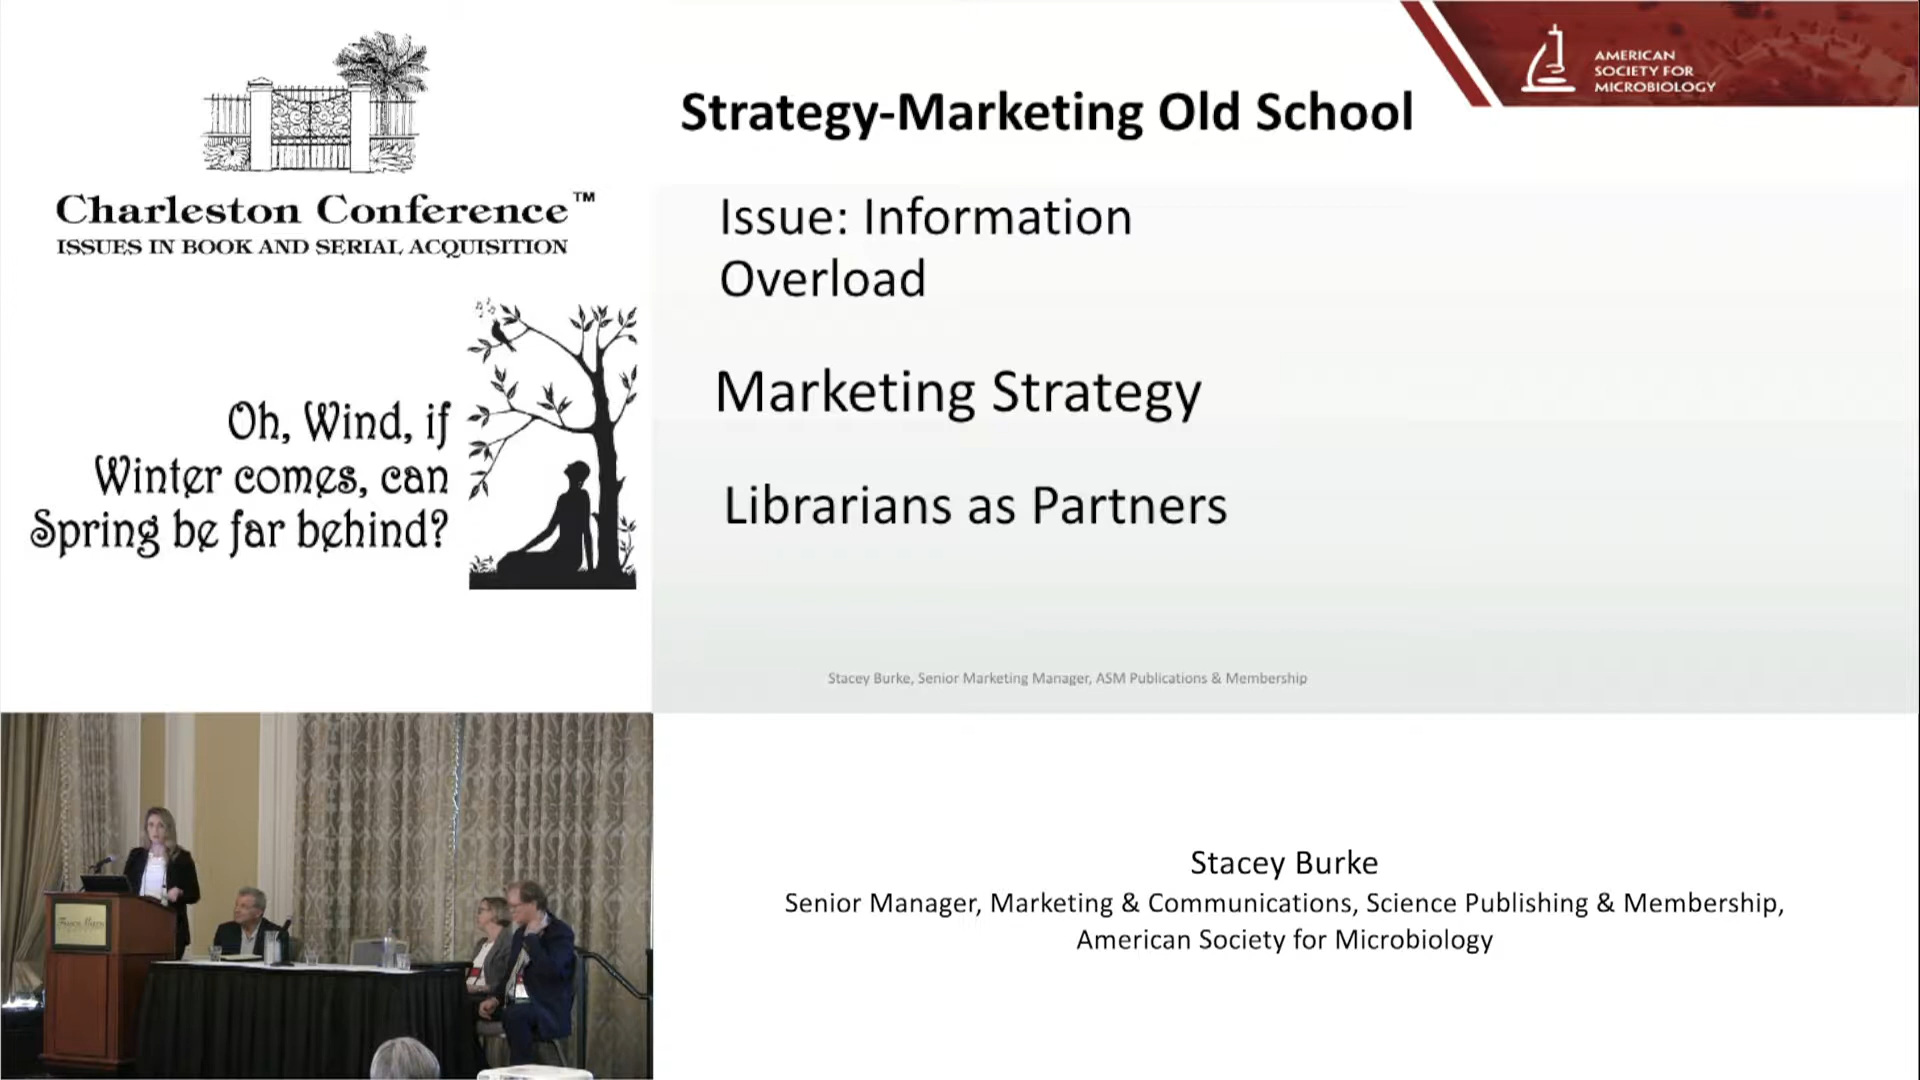 Charleston Conference™
ISSUES IN BOOK AND SERIAL ACQUISITION
Oh, Wind, if
Winter comes, can
Spring be far behind?
AMERICAN
SOCIETY FOR
MICROBIOLOGY
Strategy-Marketing Old School
Issue: Information
Overload
Marketing Strategy
Librarians as Partners
Stacey Burke, Senior Marketing Manager, ASM Publications & Membership
Stacey Burke
Senior Manager, Marketing & Communications, Science Publishing & Membership,
American Society for Microbiology